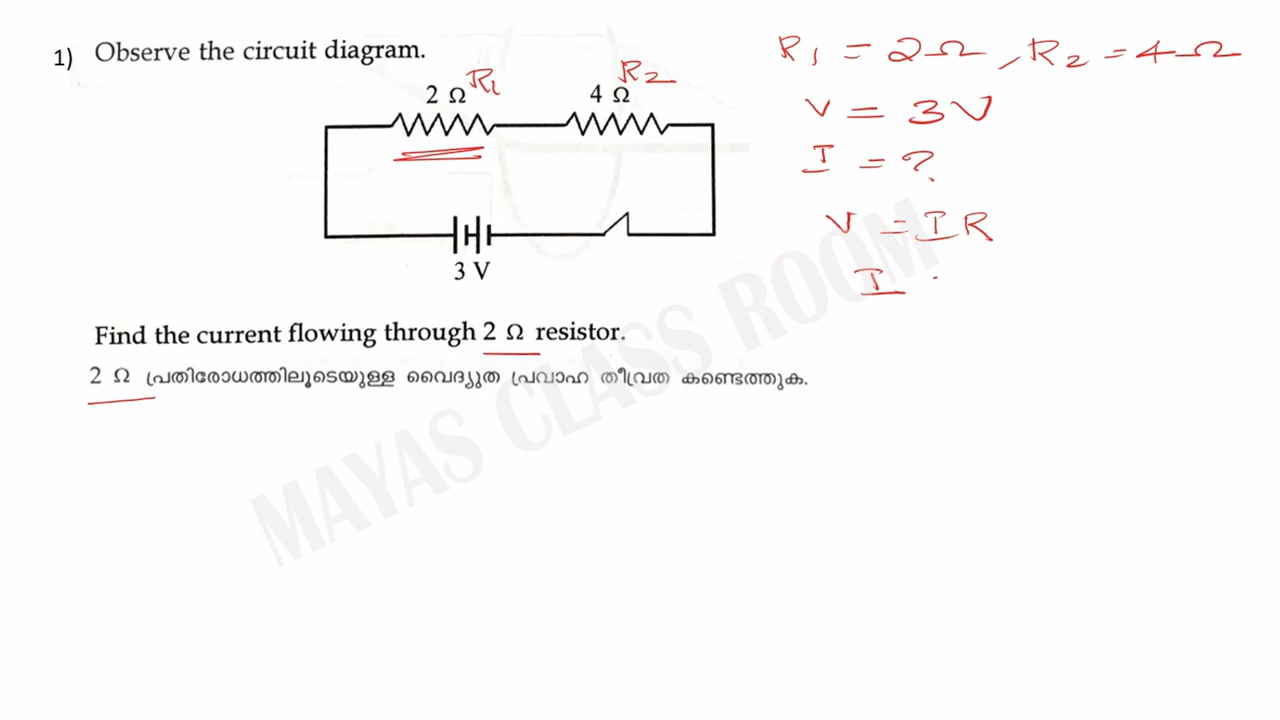 1) Observe the circuit diagram.
R₁ = 2Ω, R₂ = 4Ω
R₁
R₂
2 Ω
4 Ω
V = 3V
I = ?
V = IR
I
3 V
Find the current flowing through 2 Ω resistor.
2 Ω പ്രതിരോധത്തിലൂടെയുള്ള വൈദ്യുത പ്രവാഹ തീവ്രത കണ്ടെത്തുക.
MAYAS CLASS ROOM